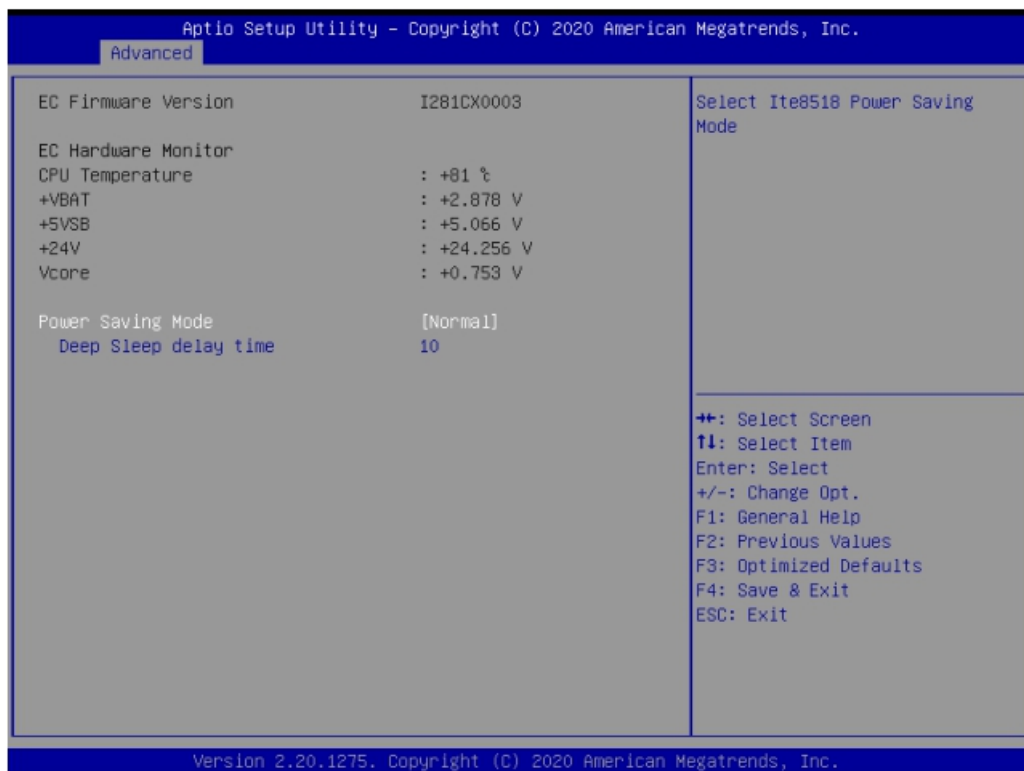 Aptio Setup Utility – Copyright (C) 2020 American Megatrends, Inc.
Advanced
EC Firmware Version I281CX0003
EC Hardware Monitor
CPU Temperature : +81 ℃
+VBAT : +2.878 V
+5VSB : +5.066 V
+24V : +24.256 V
Vcore : +0.753 V
Power Saving Mode [Normal]
Deep Sleep delay time 10
Select Ite8518 Power Saving
Mode
→←: Select Screen
↑↓: Select Item
Enter: Select
+/-: Change Opt.
F1: General Help
F2: Previous Values
F3: Optimized Defaults
F4: Save & Exit
ESC: Exit
Version 2.20.1275. Copyright (C) 2020 American Megatrends, Inc.